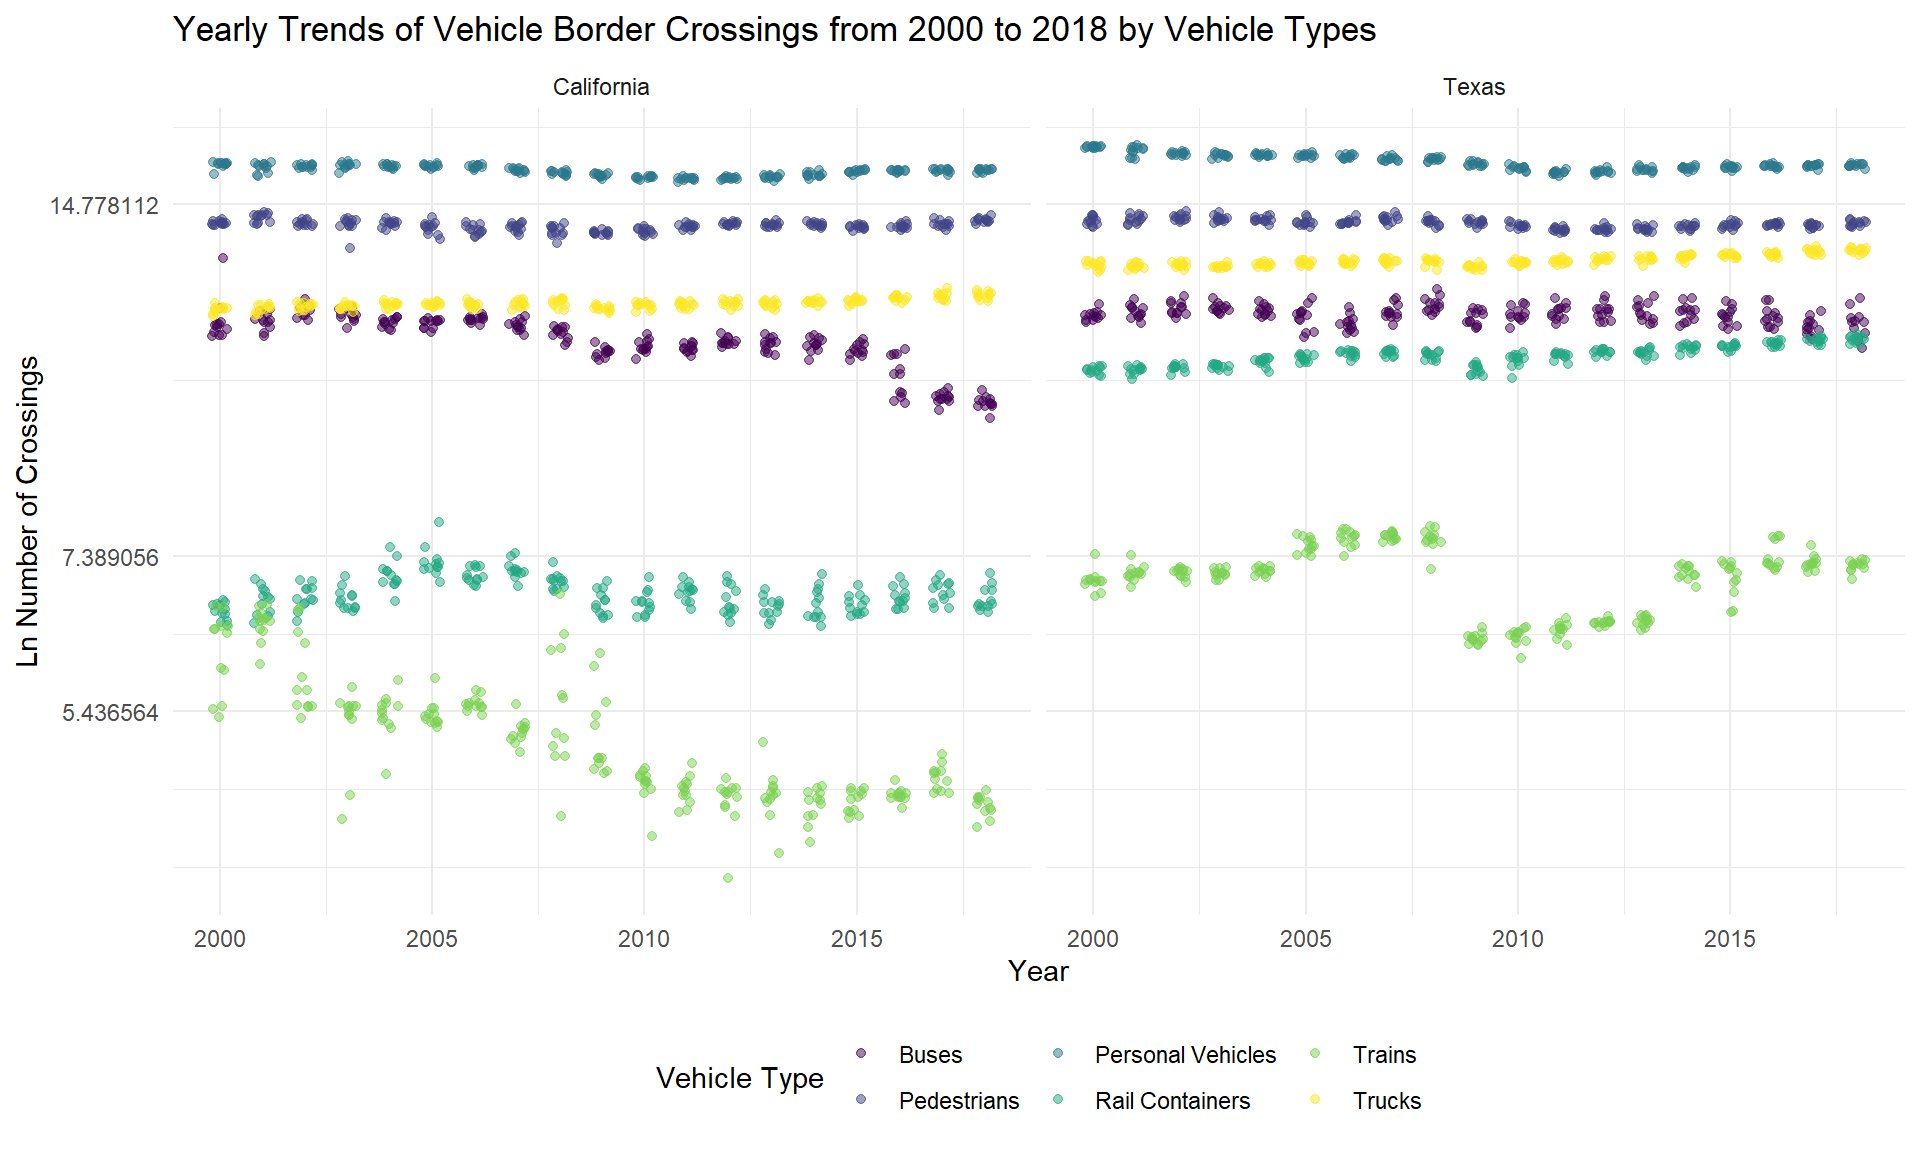 Yearly Trends of Vehicle Border Crossings from 2000 to 2018 by Vehicle Types
California
Texas
14.778112
7.389056
5.436564
Ln Number of Crossings
2000 2005 2010 2015
2000 2005 2010 2015
Year
Vehicle Type
Buses
Personal Vehicles
Trains
Pedestrians
Rail Containers
Trucks